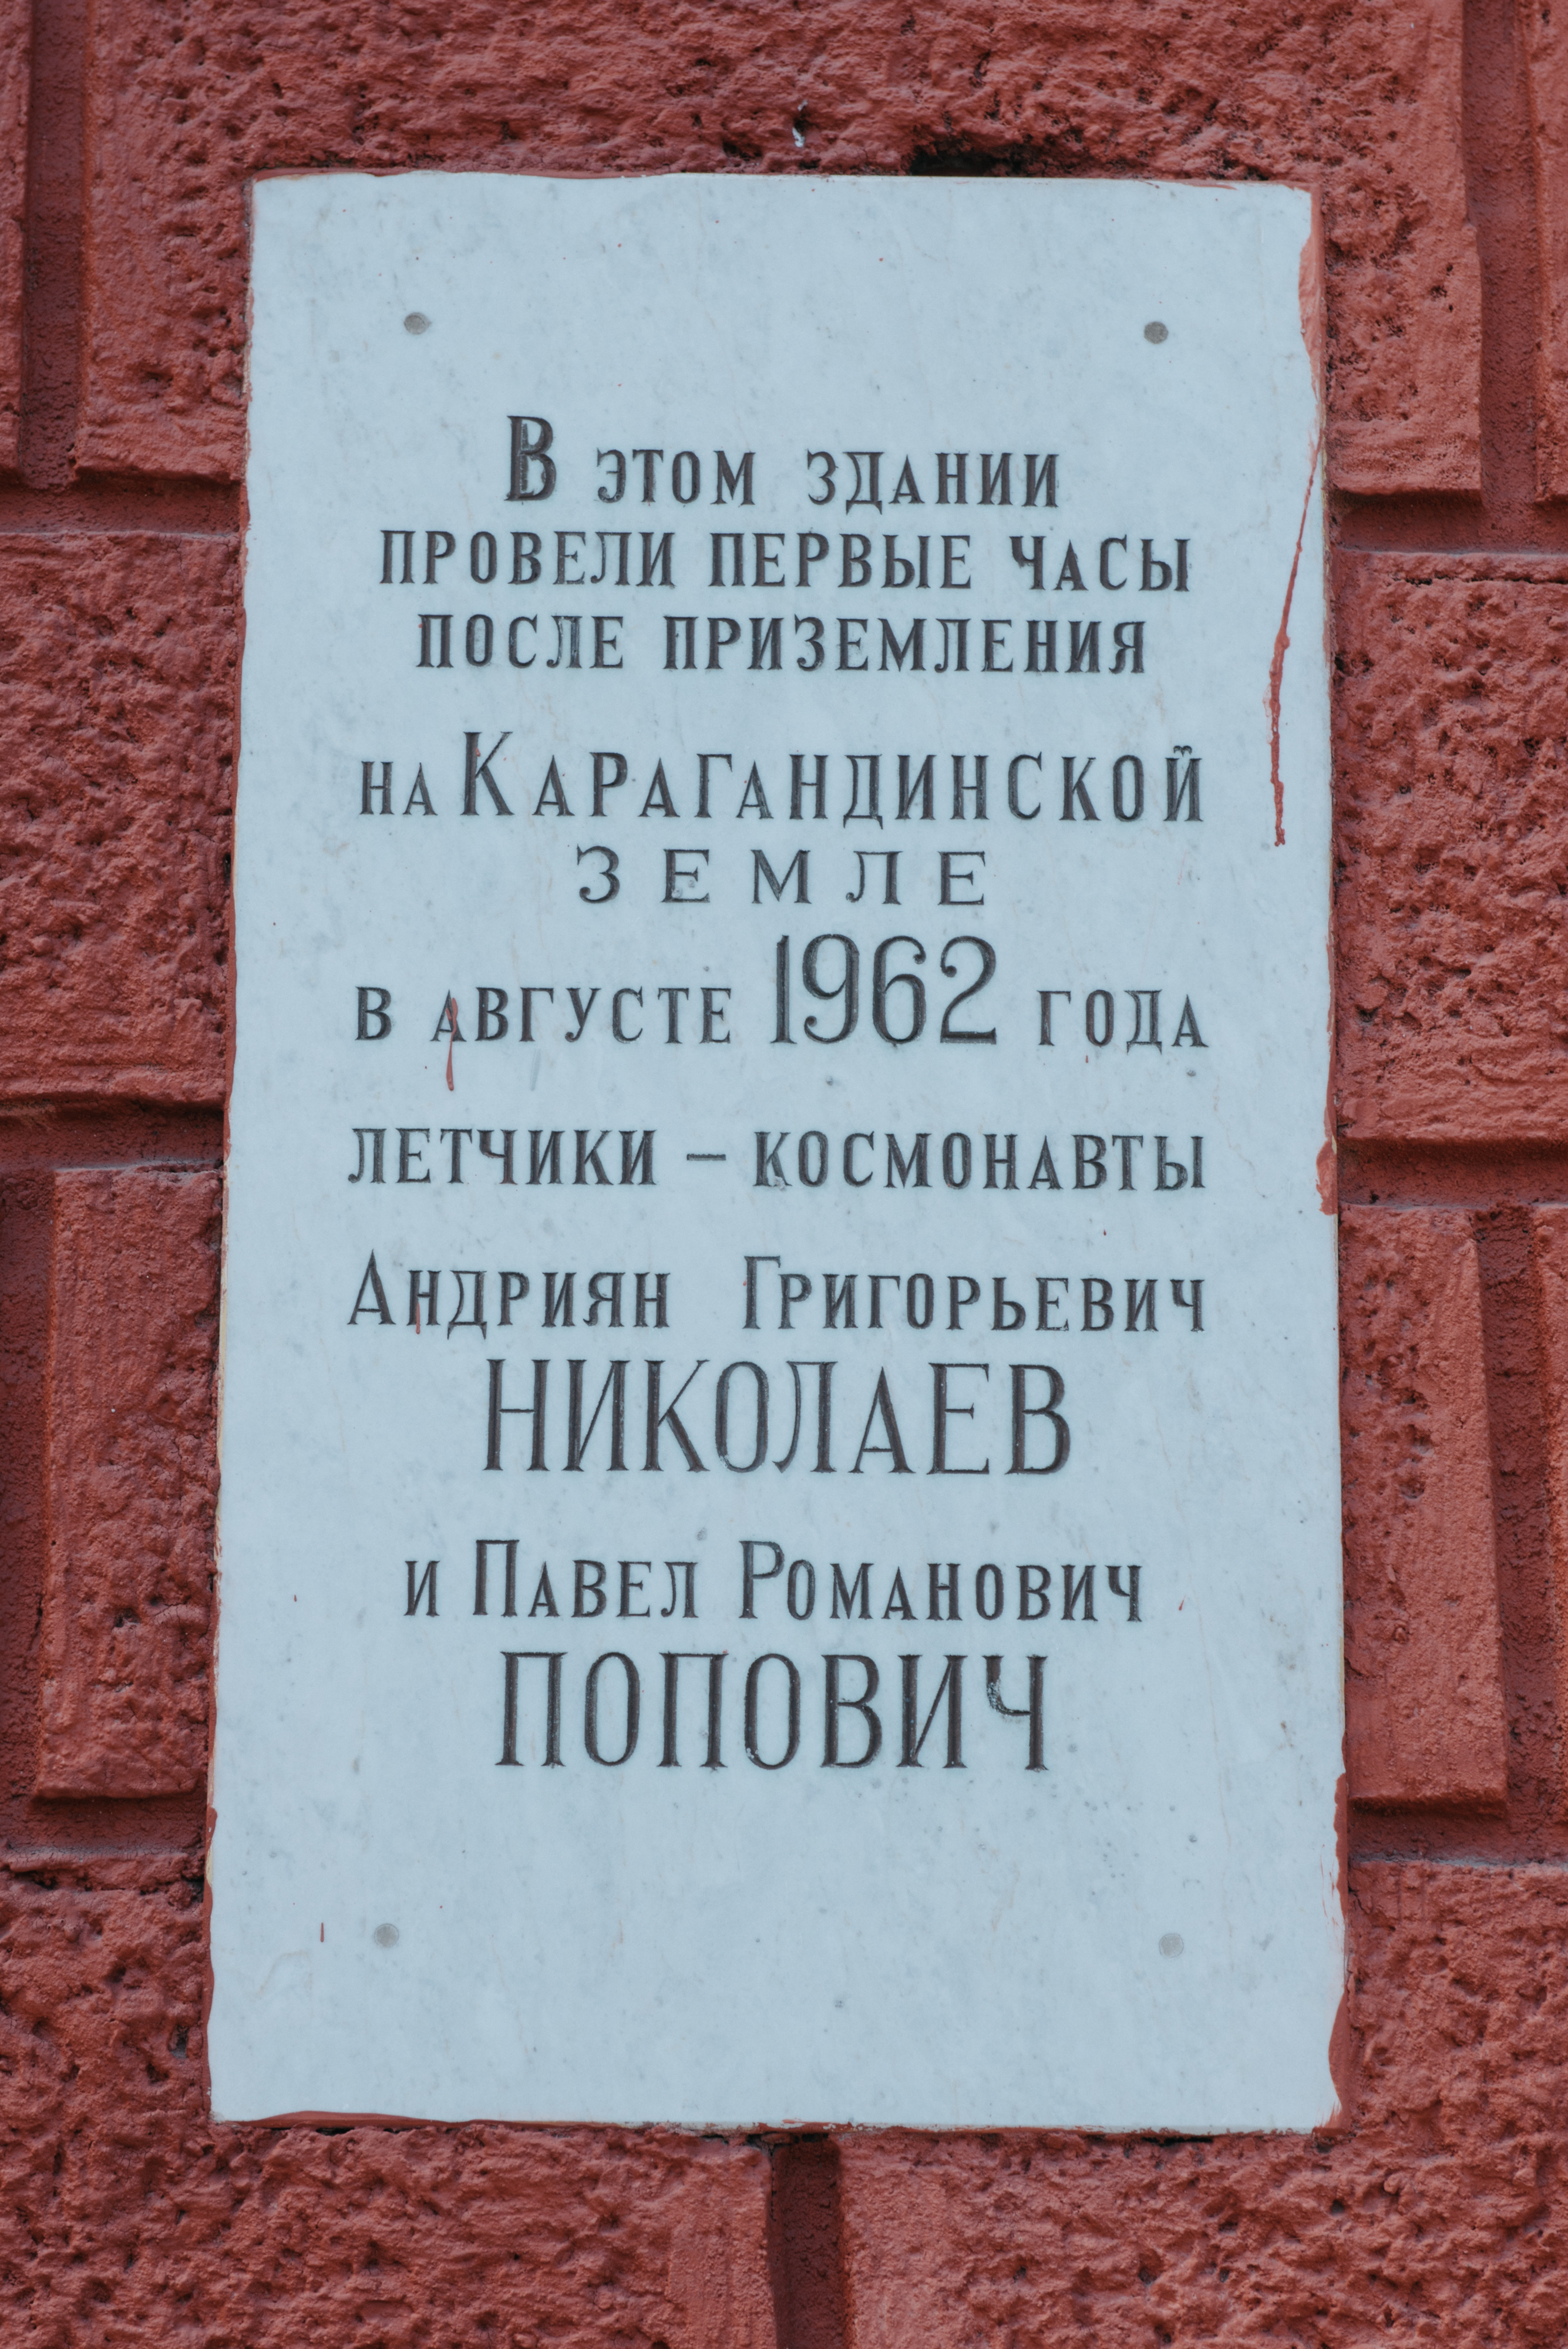 В этом здании
провели первые часы
после приземления
на Карагандинской
земле
в августе 1962 года
летчики – космонавты
Андриян Григорьевич
НИКОЛАЕВ
и Павел Романович
ПОПОВИЧ